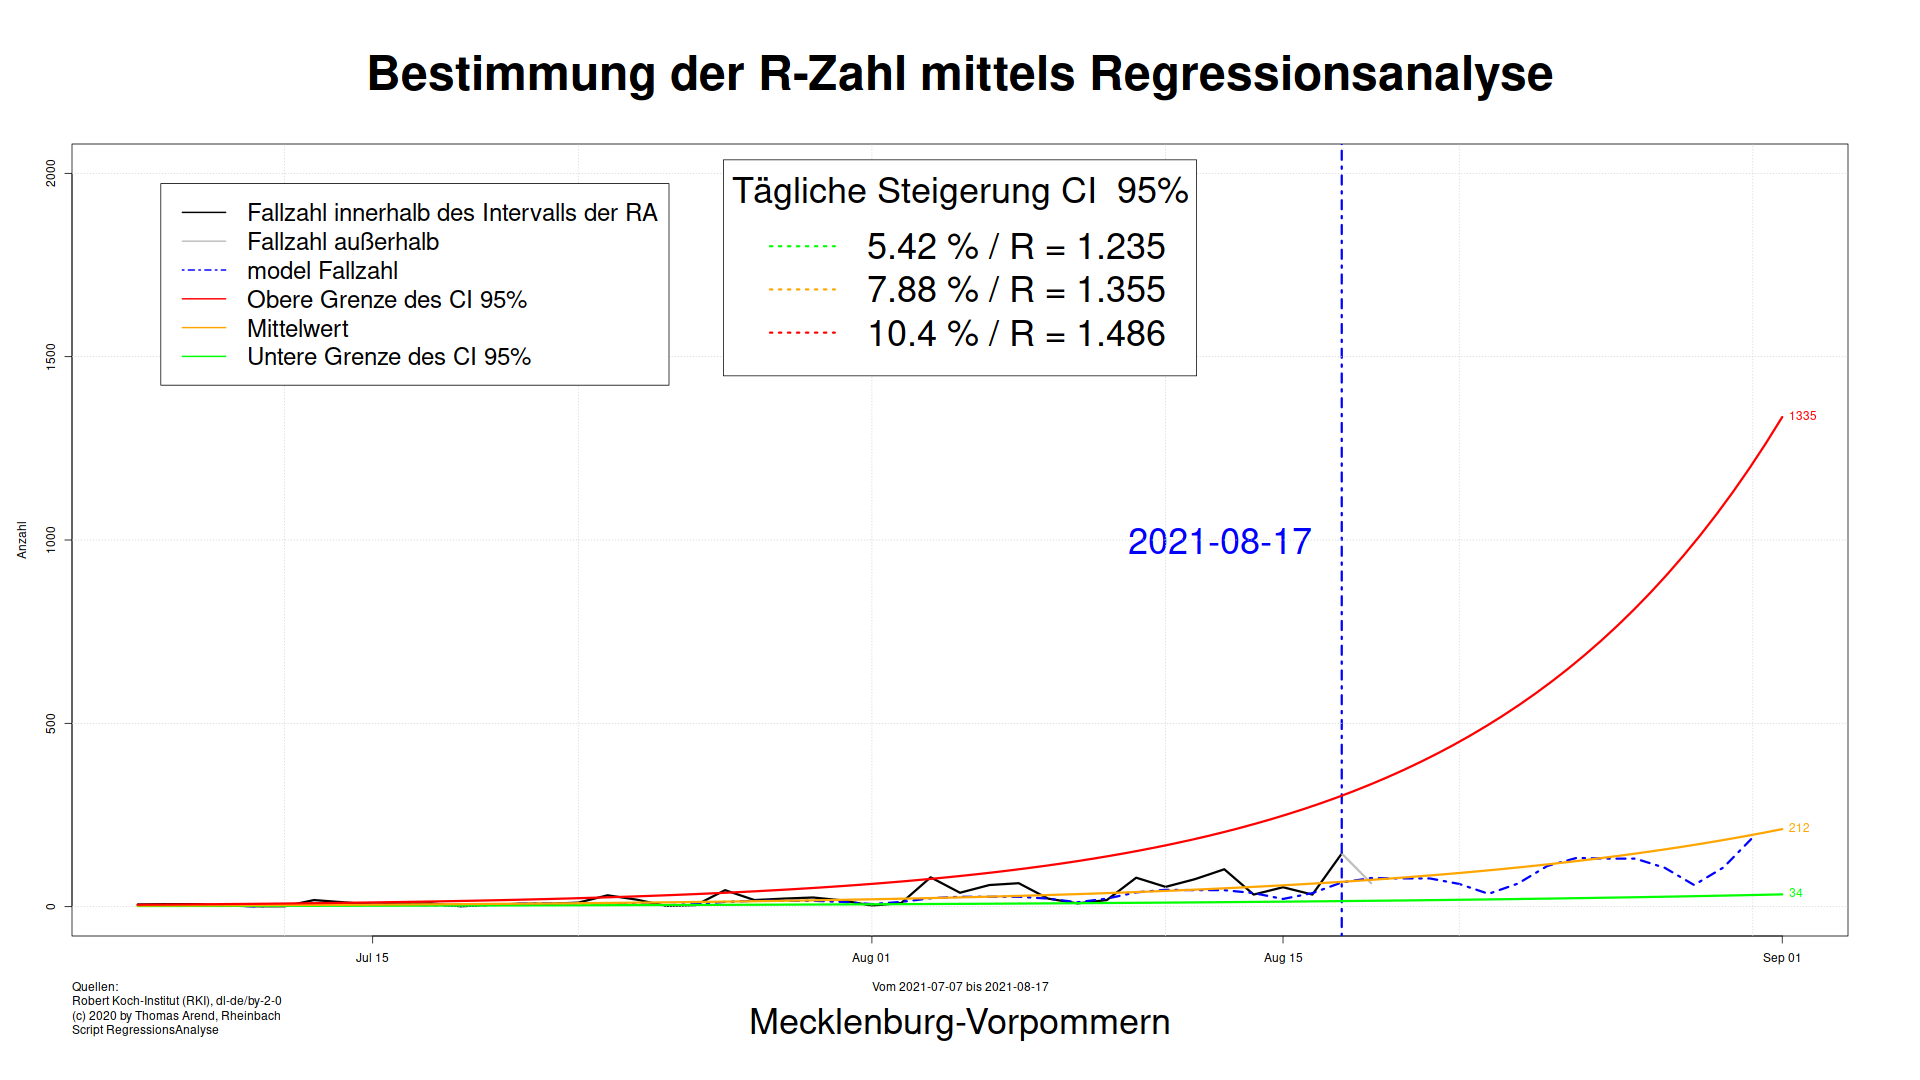 Bestimmung der R-Zahl mittels Regressionsanalyse
Fallzahl innerhalb des Intervalls der RA
Fallzahl außerhalb
model Fallzahl
Obere Grenze des CI 95%
Mittelwert
Untere Grenze des CI 95%
Tägliche Steigerung CI 95%
5.42 % / R = 1.235
7.88 % / R = 1.355
10.4 % / R = 1.486
2021-08-17
1335
212
34
Anzahl
2000
1500
1000
500
0
Jul 15
Aug 01
Aug 15
Sep 01
Vom 2021-07-07 bis 2021-08-17
Mecklenburg-Vorpommern
Quellen:
Robert Koch-Institut (RKI), dl-de/by-2-0
(c) 2020 by Thomas Arend, Rheinbach
Script RegressionsAnalyse